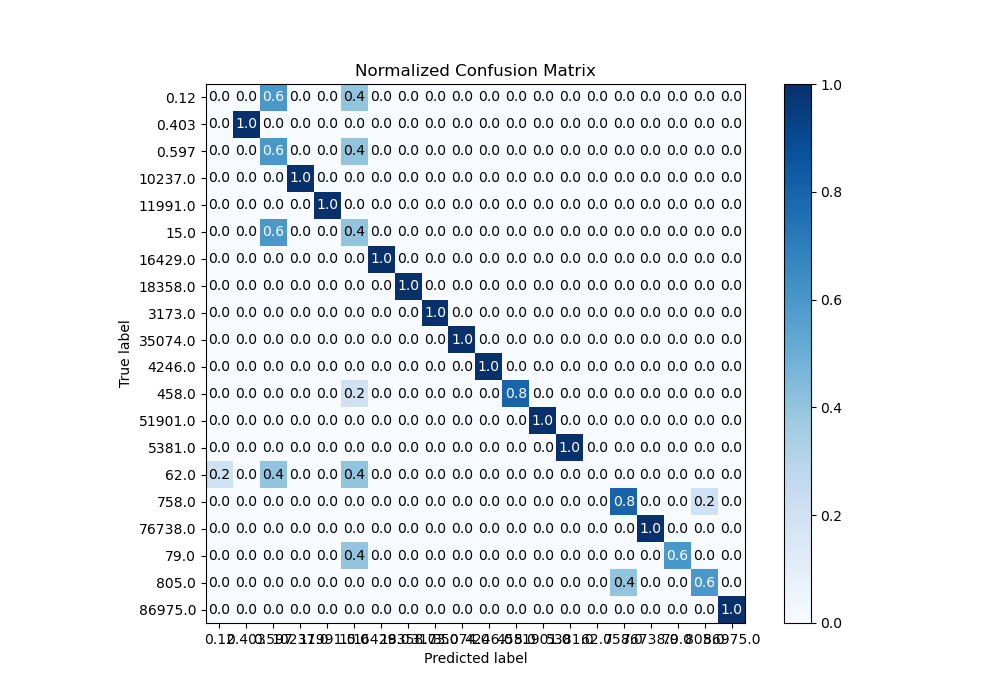 Normalized Confusion Matrix
0.12 0.0 0.0 0.6 0.0 0.0 0.4 0.0 0.0 0.0 0.0 0.0 0.0 0.0 0.0 0.0 0.0 0.0 0.0 0.0 0.0
0.403 0.0 1.0 0.0 0.0 0.0 0.0 0.0 0.0 0.0 0.0 0.0 0.0 0.0 0.0 0.0 0.0 0.0 0.0 0.0 0.0
0.597 0.0 0.0 0.6 0.0 0.0 0.4 0.0 0.0 0.0 0.0 0.0 0.0 0.0 0.0 0.0 0.0 0.0 0.0 0.0 0.0
10237.0 0.0 0.0 0.0 1.0 0.0 0.0 0.0 0.0 0.0 0.0 0.0 0.0 0.0 0.0 0.0 0.0 0.0 0.0 0.0 0.0
11991.0 0.0 0.0 0.0 0.0 1.0 0.0 0.0 0.0 0.0 0.0 0.0 0.0 0.0 0.0 0.0 0.0 0.0 0.0 0.0 0.0
15.0 0.0 0.0 0.6 0.0 0.0 0.4 0.0 0.0 0.0 0.0 0.0 0.0 0.0 0.0 0.0 0.0 0.0 0.0 0.0 0.0
16429.0 0.0 0.0 0.0 0.0 0.0 0.0 1.0 0.0 0.0 0.0 0.0 0.0 0.0 0.0 0.0 0.0 0.0 0.0 0.0 0.0
18358.0 0.0 0.0 0.0 0.0 0.0 0.0 0.0 1.0 0.0 0.0 0.0 0.0 0.0 0.0 0.0 0.0 0.0 0.0 0.0 0.0
3173.0 0.0 0.0 0.0 0.0 0.0 0.0 0.0 0.0 1.0 0.0 0.0 0.0 0.0 0.0 0.0 0.0 0.0 0.0 0.0 0.0
35074.0 0.0 0.0 0.0 0.0 0.0 0.0 0.0 0.0 0.0 1.0 0.0 0.0 0.0 0.0 0.0 0.0 0.0 0.0 0.0 0.0
4246.0 0.0 0.0 0.0 0.0 0.0 0.0 0.0 0.0 0.0 0.0 1.0 0.0 0.0 0.0 0.0 0.0 0.0 0.0 0.0 0.0
458.0 0.0 0.0 0.0 0.0 0.0 0.2 0.0 0.0 0.0 0.0 0.0 0.8 0.0 0.0 0.0 0.0 0.0 0.0 0.0 0.0
51901.0 0.0 0.0 0.0 0.0 0.0 0.0 0.0 0.0 0.0 0.0 0.0 0.0 1.0 0.0 0.0 0.0 0.0 0.0 0.0 0.0
5381.0 0.0 0.0 0.0 0.0 0.0 0.0 0.0 0.0 0.0 0.0 0.0 0.0 0.0 1.0 0.0 0.0 0.0 0.0 0.0 0.0
62.0 0.2 0.0 0.4 0.0 0.0 0.4 0.0 0.0 0.0 0.0 0.0 0.0 0.0 0.0 0.0 0.0 0.0 0.0 0.0 0.0
758.0 0.0 0.0 0.0 0.0 0.0 0.0 0.0 0.0 0.0 0.0 0.0 0.0 0.0 0.0 0.0 0.8 0.0 0.0 0.2 0.0
76738.0 0.0 0.0 0.0 0.0 0.0 0.0 0.0 0.0 0.0 0.0 0.0 0.0 0.0 0.0 0.0 0.0 1.0 0.0 0.0 0.0
79.0 0.0 0.0 0.0 0.0 0.0 0.4 0.0 0.0 0.0 0.0 0.0 0.0 0.0 0.0 0.0 0.0 0.0 0.6 0.0 0.0
805.0 0.0 0.0 0.0 0.0 0.0 0.0 0.0 0.0 0.0 0.0 0.0 0.0 0.0 0.0 0.0 0.4 0.0 0.0 0.6 0.0
86975.0 0.0 0.0 0.0 0.0 0.0 0.0 0.0 0.0 0.0 0.0 0.0 0.0 0.0 0.0 0.0 0.0 0.0 0.0 0.0 1.0
True label
Predicted label
1.0
0.8
0.6
0.4
0.2
0.0